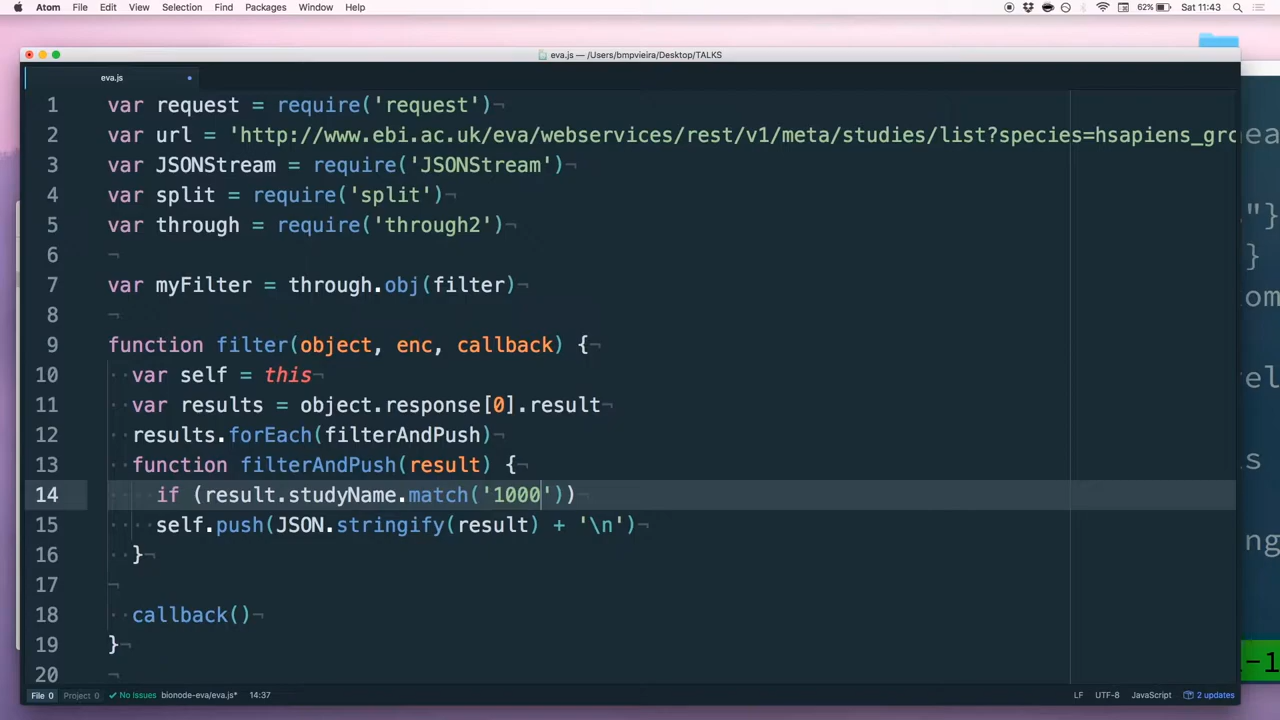 Atom File Edit View Selection Find Packages Window Help 62% Sat 11:43
eva.js — /Users/bmpvieira/Desktop/TALKS
eva.js
1 var request = require('request')¬
2 var url = 'http://www.ebi.ac.uk/eva/webservices/rest/v1/meta/studies/list?species=hsapiens_grc
3 var JSONStream = require('JSONStream')¬
4 var split = require('split')¬
5 var through = require('through2')¬
6 ¬
7 var myFilter = through.obj(filter)¬
8 ¬
9 function filter(object, enc, callback) {¬
10 ··var self = this¬
11 ··var results = object.response[0].result¬
12 ··results.forEach(filterAndPush)¬
13 ··function filterAndPush(result) {¬
14 ····if (result.studyName.match('1000'))¬
15 ····self.push(JSON.stringify(result) + '\n')¬
16 ··}¬
17 ¬
18 ··callback()¬
19 }¬
20 ¬
File 0 Project 0 ✓ No Issues bionode-eva/eva.js* 14:37 LF UTF-8 JavaScript 2 updates
"}
}
om
el
s
ng
-1